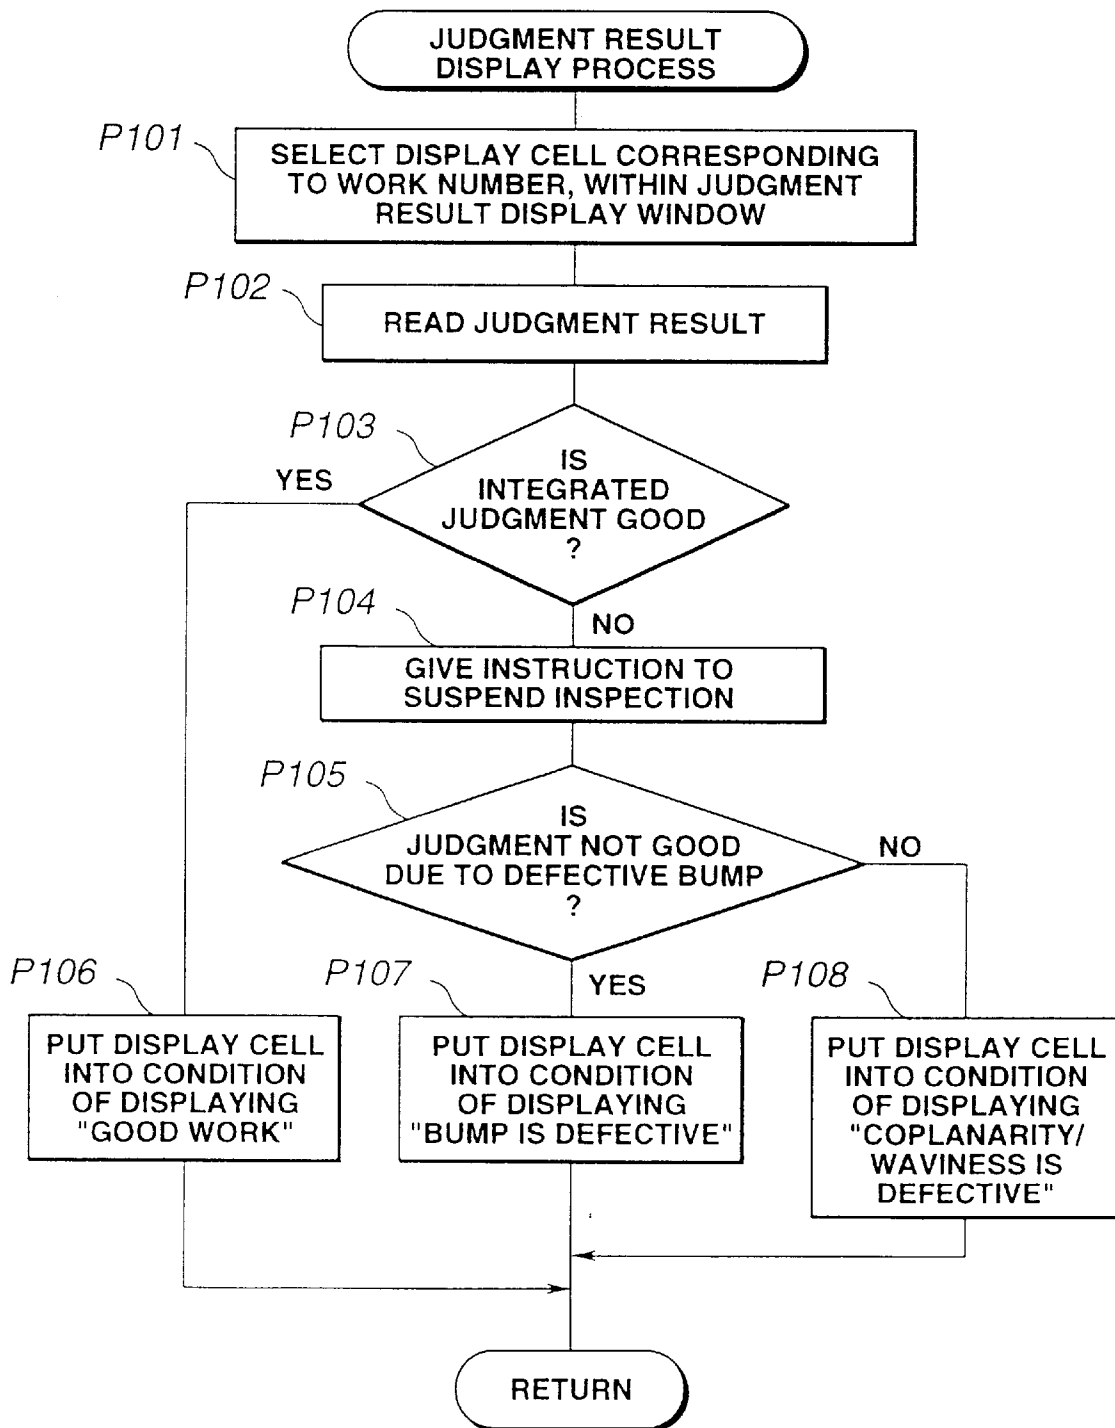 JUDGMENT RESULT
DISPLAY PROCESS
P101
SELECT DISPLAY CELL CORRESPONDING
TO WORK NUMBER, WITHIN JUDGMENT
RESULT DISPLAY WINDOW
P102
READ JUDGMENT RESULT
P103
YES
IS
INTEGRATED
JUDGMENT GOOD
?
P104
NO
GIVE INSTRUCTION TO
SUSPEND INSPECTION
P105
IS
JUDGMENT NOT GOOD
DUE TO DEFECTIVE BUMP
?
NO
P106
PUT DISPLAY CELL
INTO CONDITION
OF DISPLAYING
"GOOD WORK"
P107
YES
PUT DISPLAY CELL
INTO CONDITION
OF DISPLAYING
"BUMP IS DEFECTIVE"
P108
PUT DISPLAY CELL
INTO CONDITION
OF DISPLAYING
"COPLANARITY/
WAVINESS IS
DEFECTIVE"
RETURN